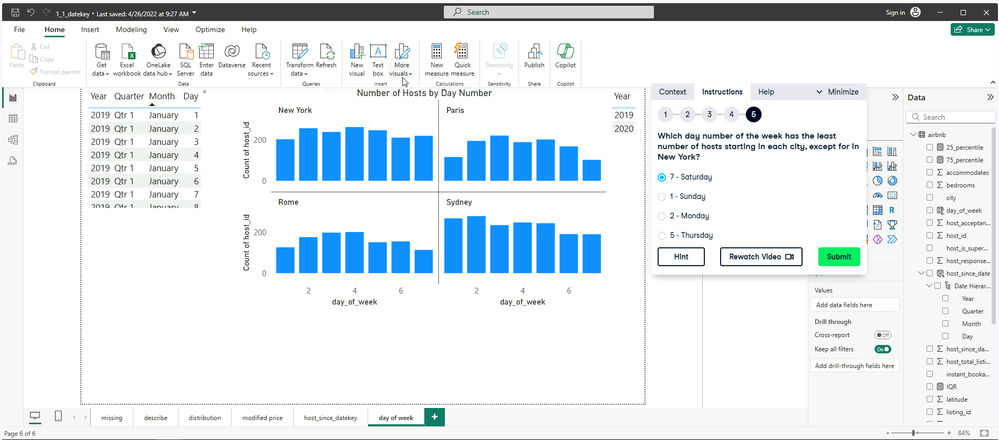 1_1_datekey • Last saved: 4/26/2022 at 9:27 AM
Search
Sign in
File
Home
Insert
Modeling
View
Optimize
Help
Share
Paste
Cut
Copy
Format painter
Clipboard
Get data
Excel workbook
OneLake data hub
SQL Server
Enter data
Dataverse
Recent sources
Data
Transform data
Refresh
Queries
New visual
Text box
More visuals
Insert
New measure
Quick measure
Calculations
Sensitivity
Sensitivity
Publish
Share
Copilot
Copilot
Year Quarter Month Day
2019 Qtr 1 January 1
2019 Qtr 1 January 2
2019 Qtr 1 January 3
2019 Qtr 1 January 4
2019 Qtr 1 January 5
2019 Qtr 1 January 6
2019 Qtr 1 January 7
2019 Qtr 1 January 8
Number of Hosts by Day Number
New York
Paris
Count of host_id
200
0
Rome
Sydney
Count of host_id
200
0
2 4 6
2 4 6
day_of_week
day_of_week
Year
2019
2020
Context
Instructions
Help
Minimize
1 2 3 4 5
Which day number of the week has the least
number of hosts starting in each city, except for in
New York?
7 - Saturday
1 - Sunday
2 - Monday
5 - Thursday
Hint
Rewatch Video
Submit
123
R
Values
Add data fields here
Drill through
Cross-report
Off
Keep all filters
On
Add drill-through fields here
Data
Search
airbnb
25_percentile
75_percentile
accommodates
bedrooms
city
day_of_week
host_acceptan...
host_id
host_is_super...
host_response...
host_since_date
Date Hierar...
Year
Quarter
Month
Day
host_since_da...
host_total_listi...
instant_booka...
IQR
latitude
listing_id
DAX
missing
describe
distribution
modified price
host_since_datekey
day of week
+
Page 6 of 6
- + 84%